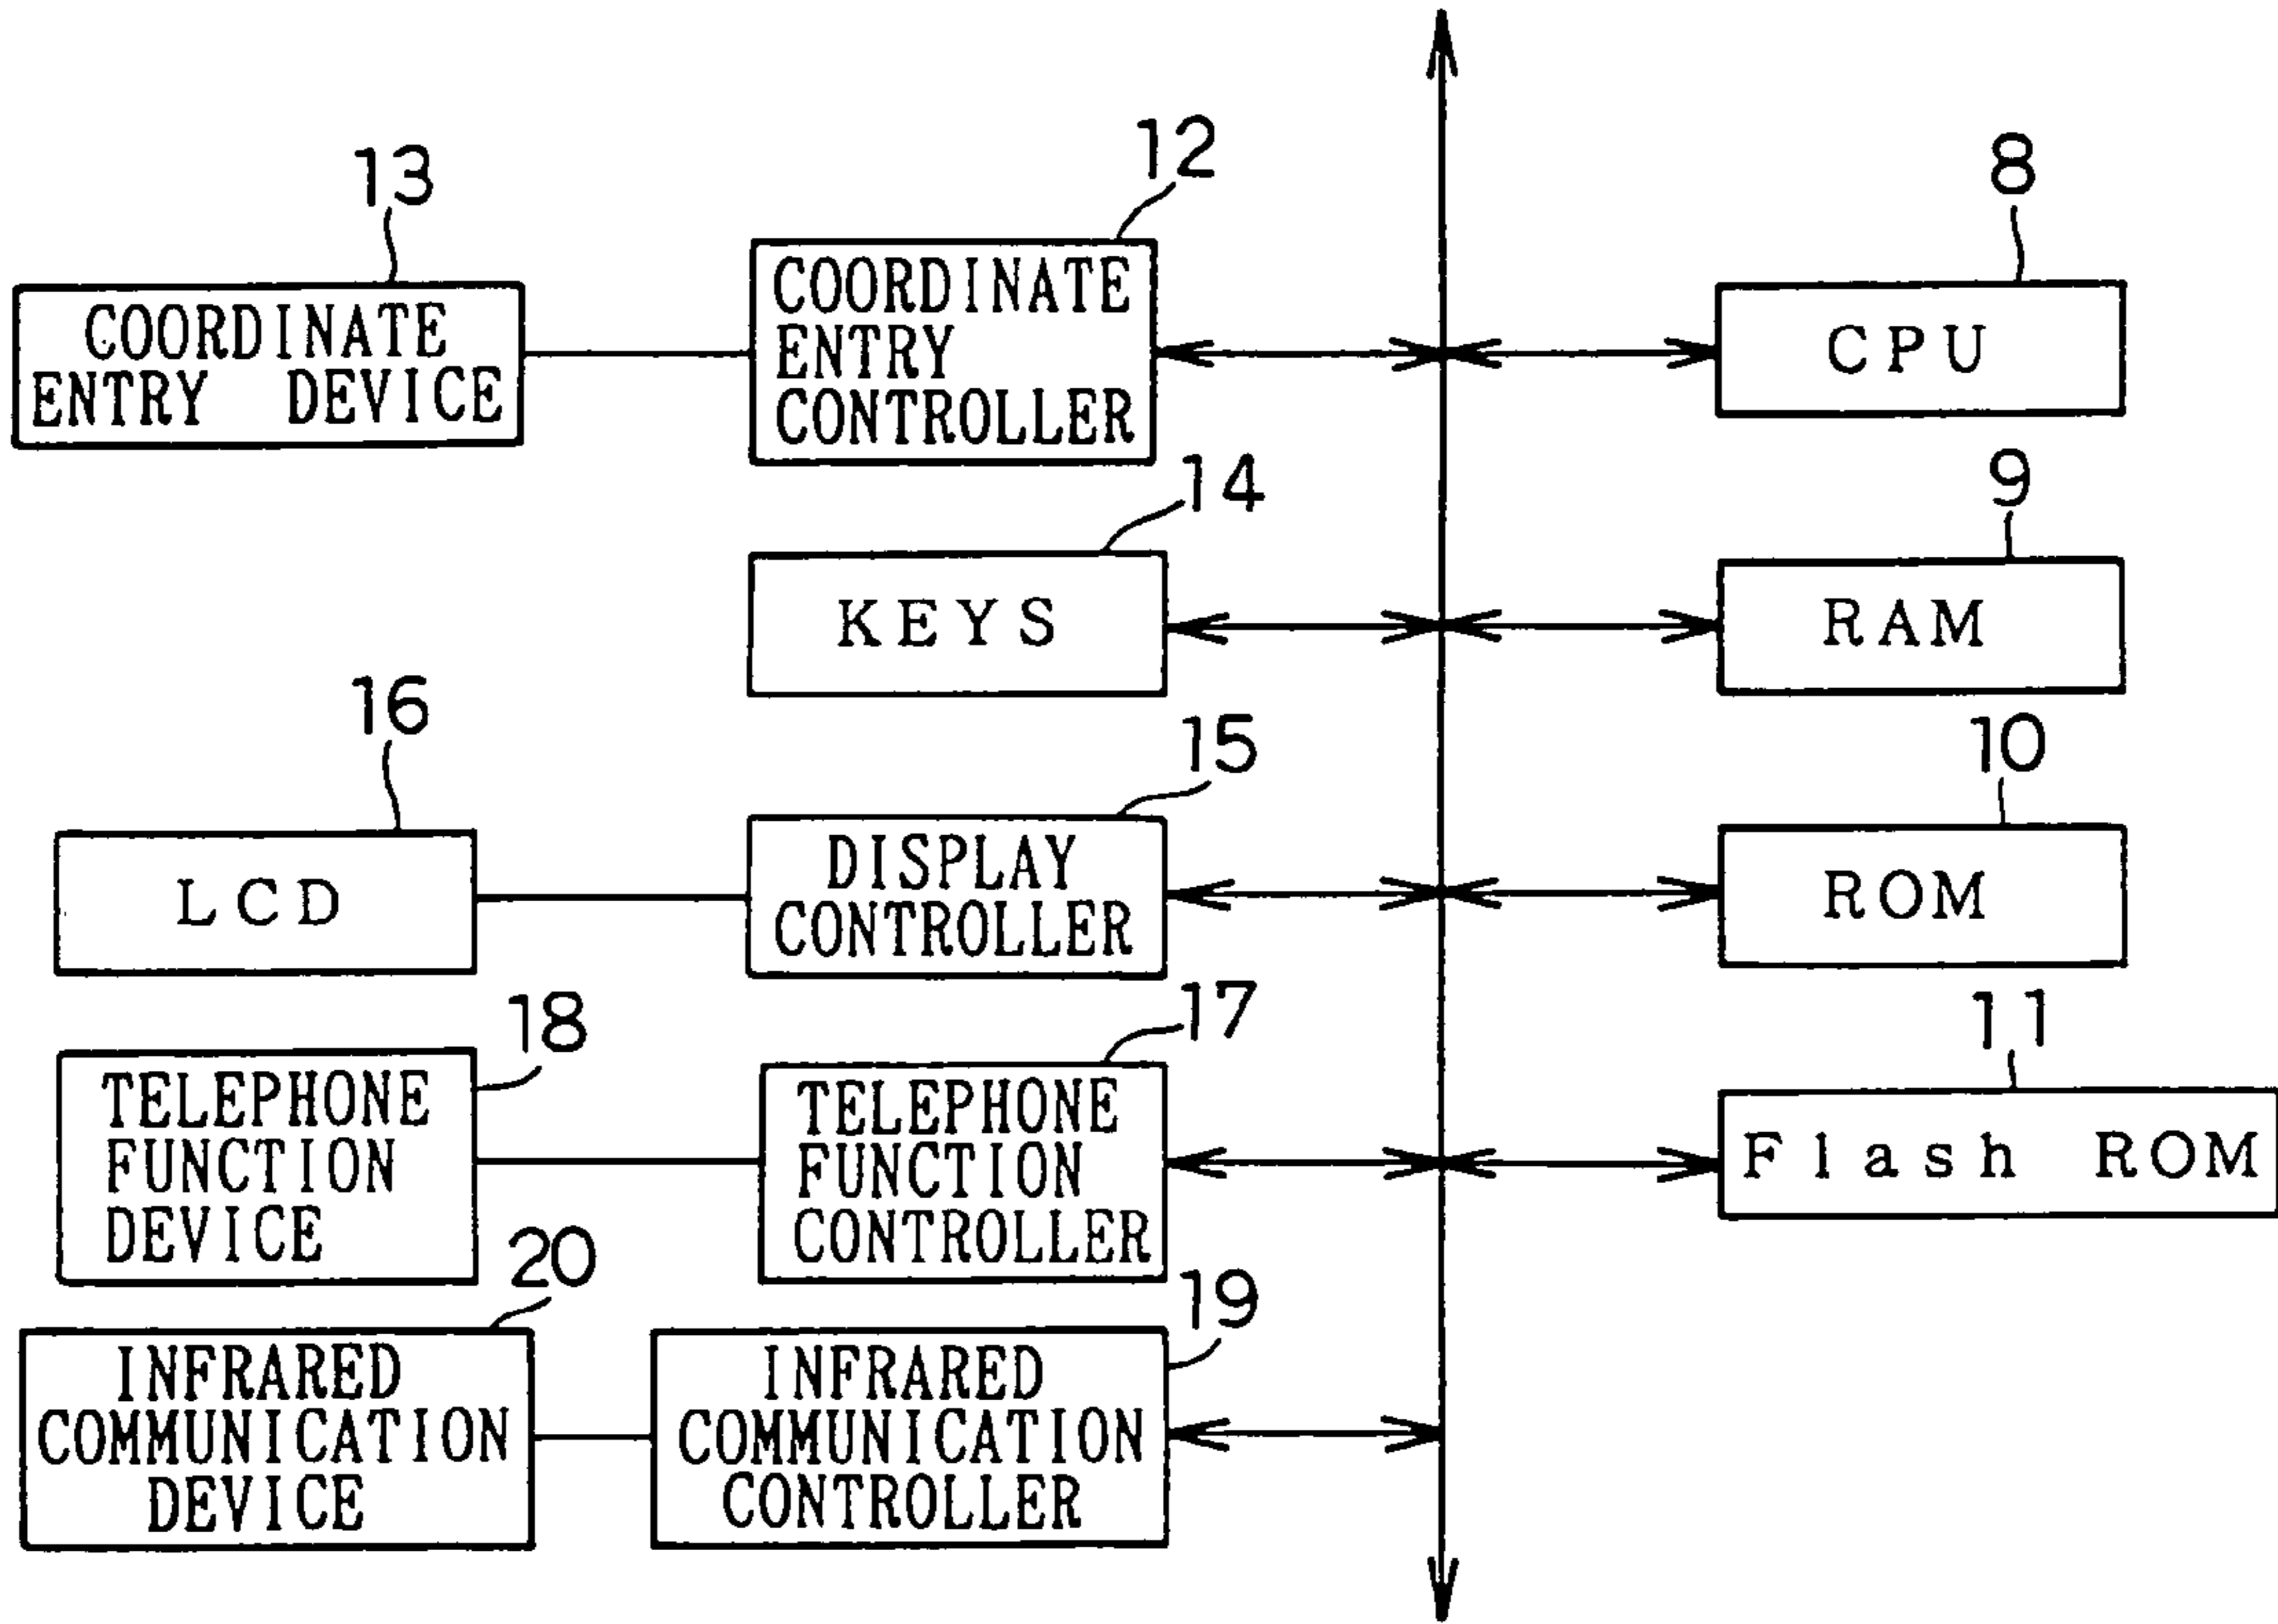 12
8
13
COORDINATE
ENTRY DEVICE
COORDINATE
ENTRY
CONTROLLER
CPU
14
9
KEYS
RAM
16
15
10
LCD
DISPLAY
CONTROLLER
ROM
18
17
11
TELEPHONE
FUNCTION
DEVICE
TELEPHONE
FUNCTION
CONTROLLER
Flash ROM
20
19
INFRARED
COMMUNICATION
DEVICE
INFRARED
COMMUNICATION
CONTROLLER